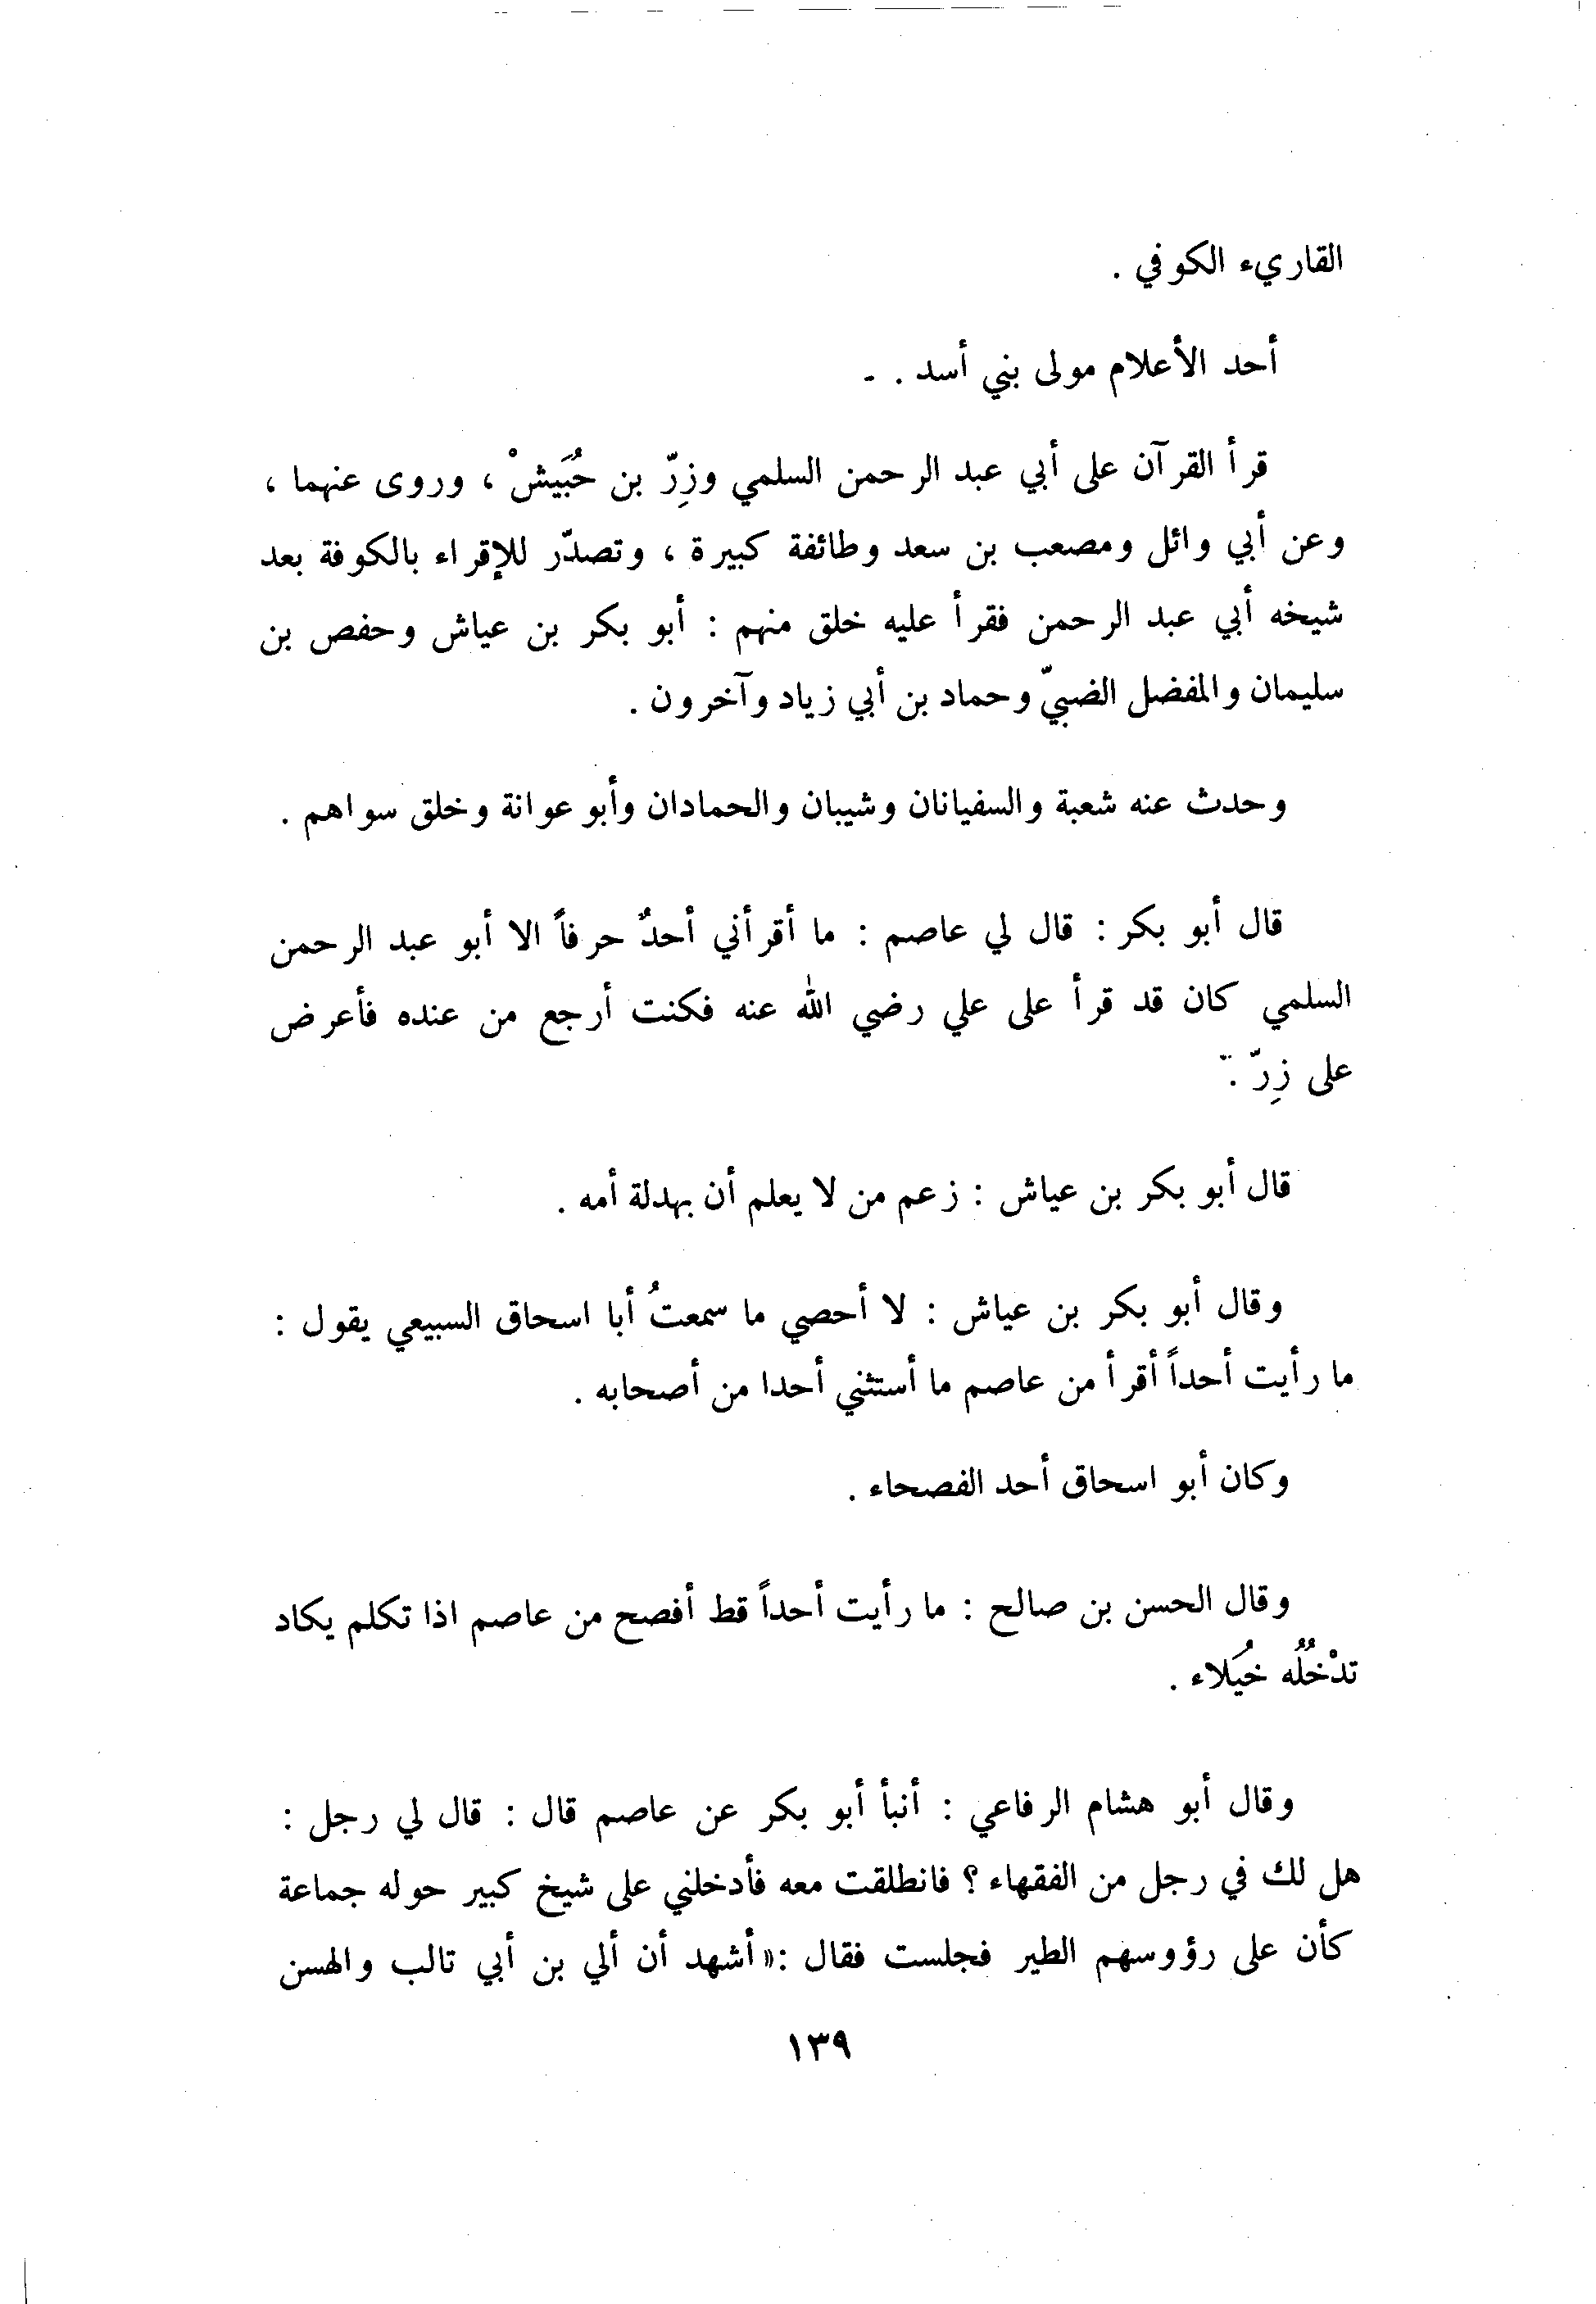 القاريء الكوفي .
أحد الأعلام مولى بني أسد . -
قرأ القرآن على أبي عبد الرحمن السلمي وزِرّ بن حُبَيشْ ، وروى عنهما ،
وعن أبي وائل ومصعب بن سعد وطائفة كبيرة ، وتصدّر للإقراء بالكوفة بعد
شيخه أبي عبد الرحمن فقرأ عليه خلق منهم : أبو بكر بن عياش وحفص بن
سليمان والمفضل الضبيّ وحماد بن أبي زياد وآخرون .
وحدث عنه شعبة والسفيانان وشيبان والحمادان وأبو عوانة وخلق سواهم .
قال أبو بكر : قال لي عاصم : ما أقرأني أحدٌ حرفاً الا أبو عبد الرحمن
السلمي كان قد قرأ على علي رضي الله عنه فكنت أرجع من عنده فأعرض
على زِرّ .
قال أبو بكر بن عياش : زعم من لا يعلم أن بهدلة أمه .
وقال أبو بكر بن عياش : لا أحصي ما سمعتُ أبا اسحاق السبيعي يقول :
ما رأيت أحداً أقرأ من عاصم ما أستثني أحدا من أصحابه .
وكان أبو اسحاق أحد الفصحاء .
وقال الحسن بن صالح : ما رأيت أحداً قط أفصح من عاصم اذا تكلم يكاد
تدْخُلُه خُيَلاء .
وقال أبو هشام الرفاعي : أنبأ أبو بكر عن عاصم قال : قال لي رجل :
هل لك في رجل من الفقهاء ؟ فانطلقت معه فأدخلني على شيخ كبير حوله جماعة
كأن على رؤوسهم الطير فجلست فقال :« أشهد أن ألي بن أبي تالب والهسن
١٣٩